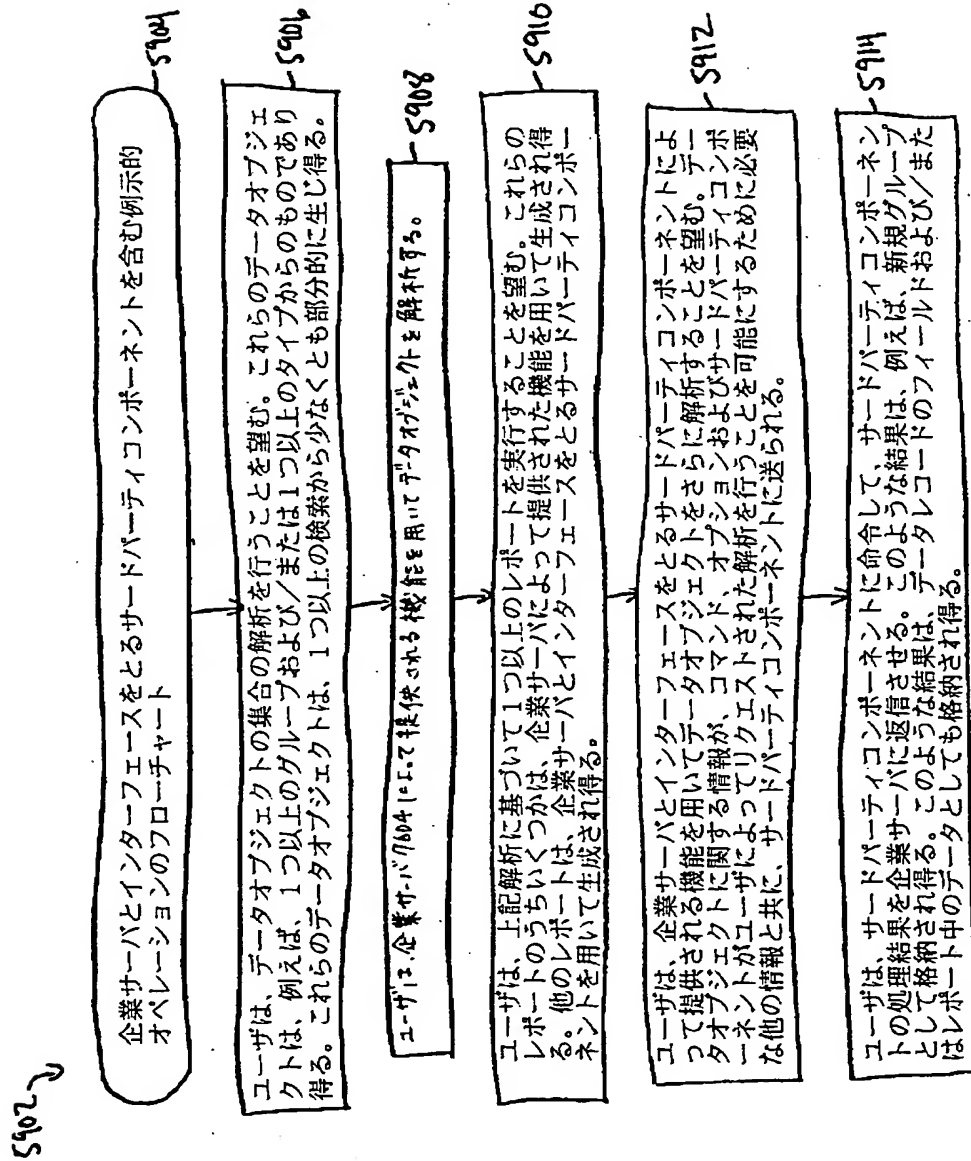 5902
企業サーバとインターフェースをとるサードパーティコンポーネントを含む例示的
オペレーションのフローチャート
5904
ユーザは、データオブジェクトの集合の解析を行うことを望む。これらのデータオブジェ
クトは、例えば、1つ以上のグループおよび/または1つ以上のタイプからのものであり
得る。これらのデータオブジェクトは、1つ以上の検索から少なくとも部分的に生じ得る。
5906
ユーザは、企業サーバ7604によって提供される機能を用いてデータオブジェクトを解析する。
5908
ユーザは、上記解析に基づいて1つ以上のレポートを実行することを望む。これらの
レポートのうちいくつかは、企業サーバによって提供された機能を用いて生成され得
る。他のレポートは、企業サーバとインターフェースをとるサードパーティコンポー
ネントを用いて生成され得る。
5910
ユーザは、企業サーバとインターフェースをとるサードパーティコンポーネントによ
って提供される機能を用いてデータオブジェクトをさらに解析することを望む。デー
タオブジェクトに関する情報が、コマンド、オプションおよびサードパーティコンポ
ーネントがユーザによってリクエストされた解析を行うことを可能にするために必要
な他の情報と共に、サードパーティコンポーネントに送られる。
5912
ユーザは、サードパーティコンポーネントに命令して、サードパーティコンポーネン
トの処理結果を企業サーバに返信させる。このような結果は、例えば、新規グループ
として格納され得る。このような結果は、データレコードのフィールドおよび/また
はレポート中のデータとしても格納され得る。
5914